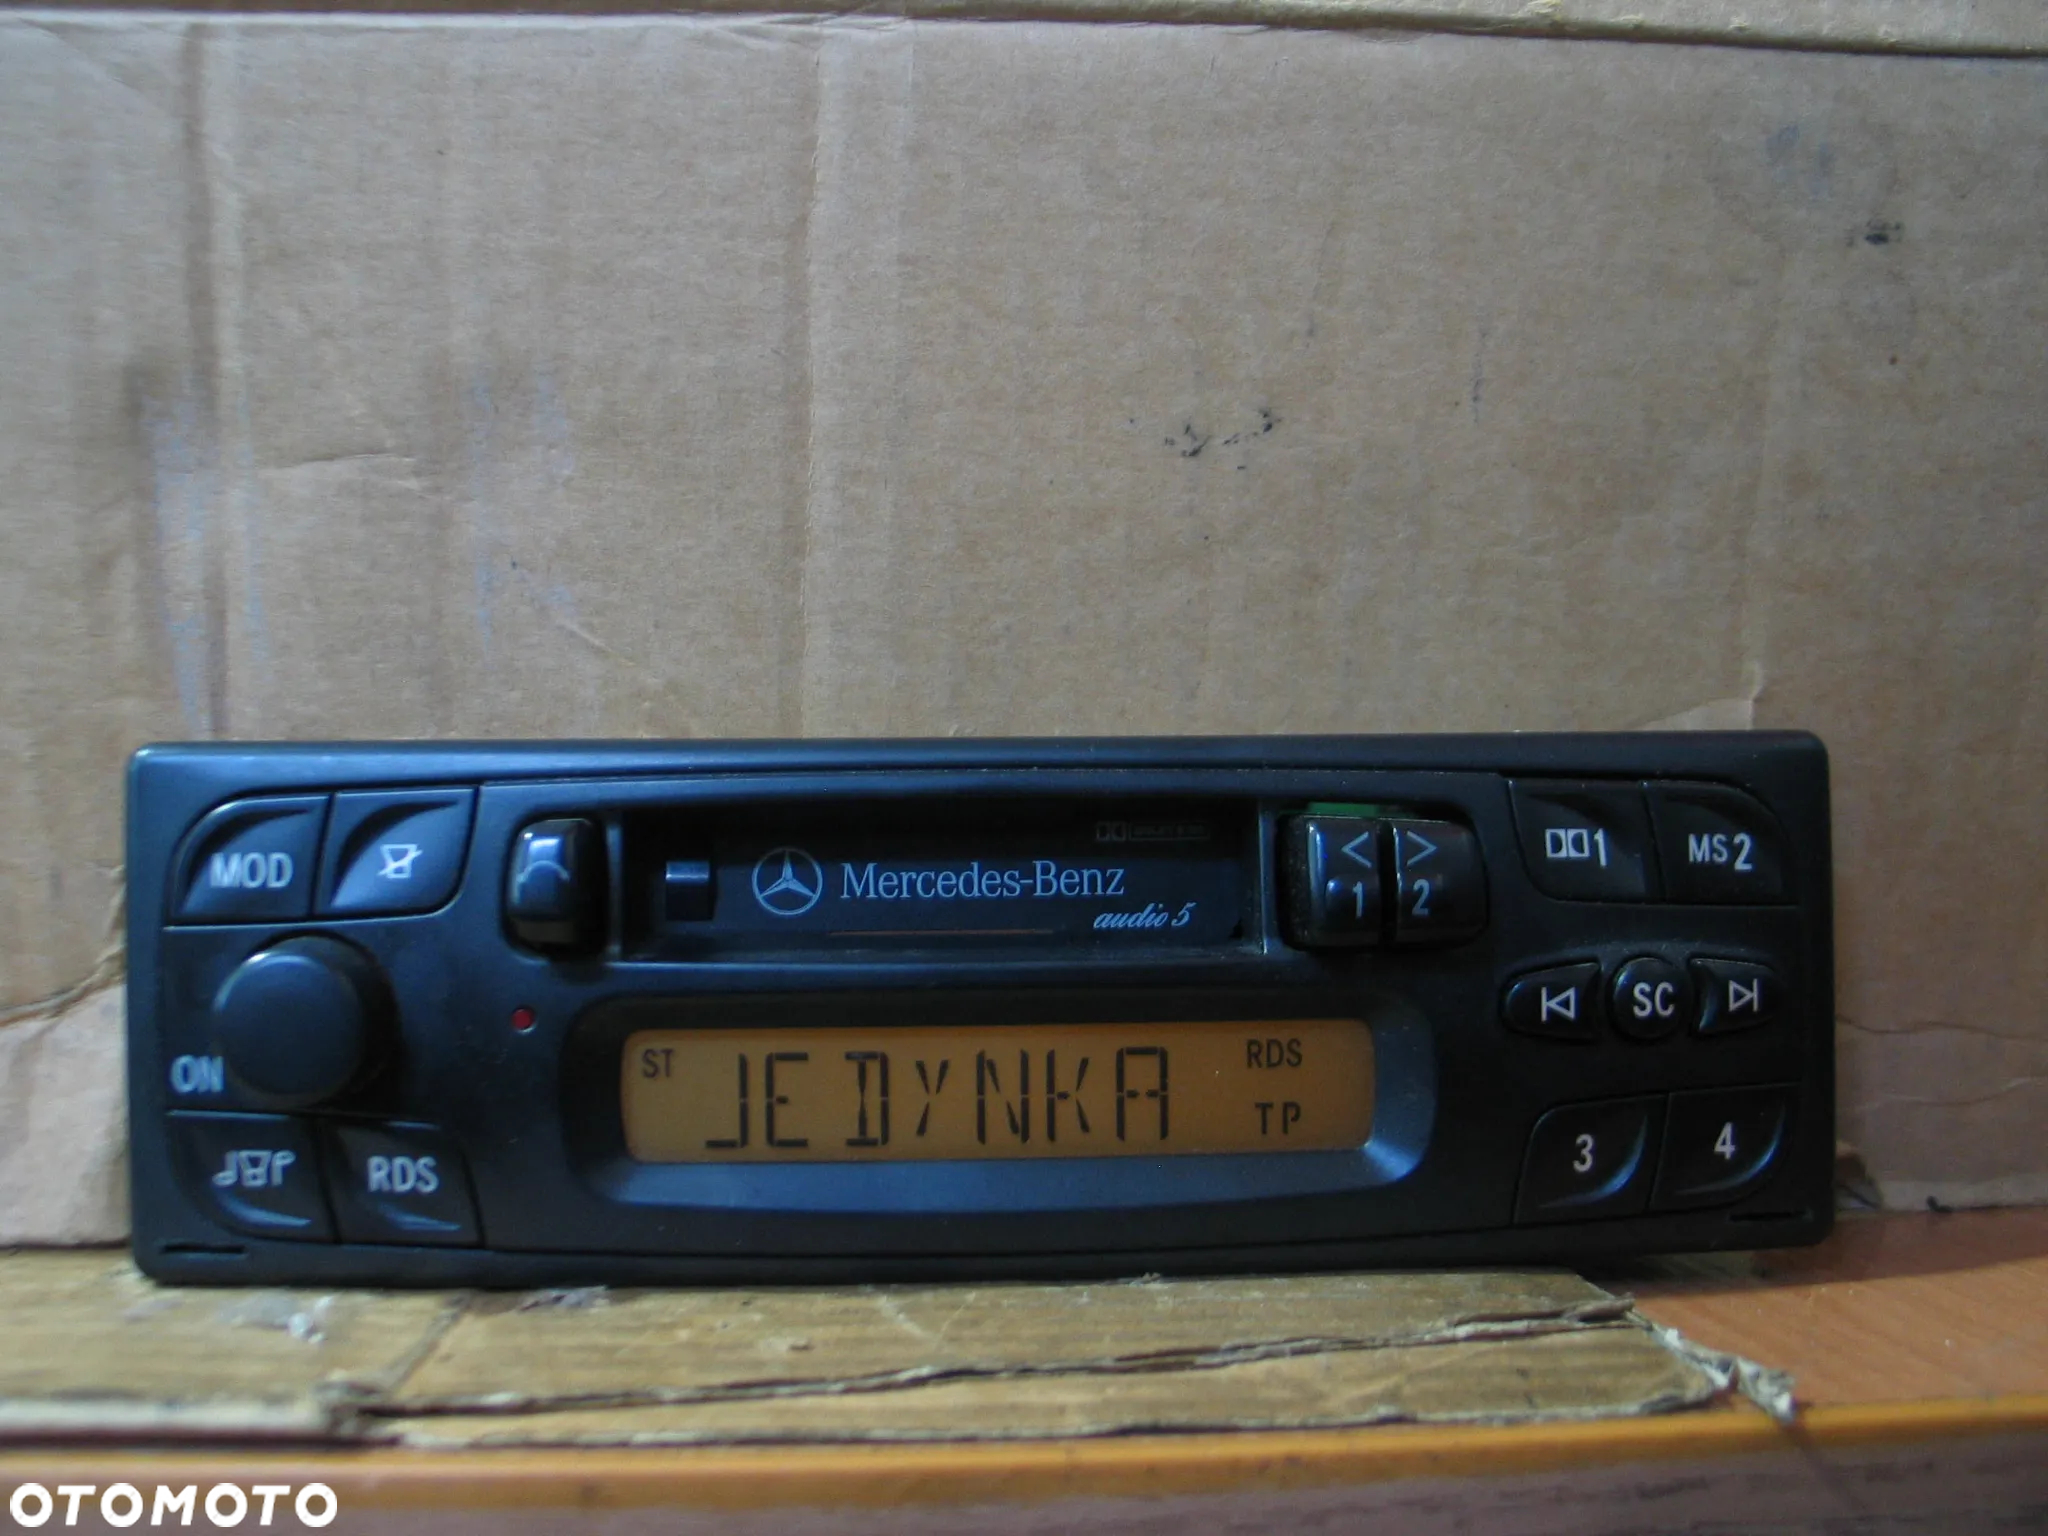 MOD
Mercedes-Benz
audio 5
< >
1 2
1
MS 2
ON
ST
JEDYNKA
RDS
TP
SC
RDS
3
4
OTOMOTO